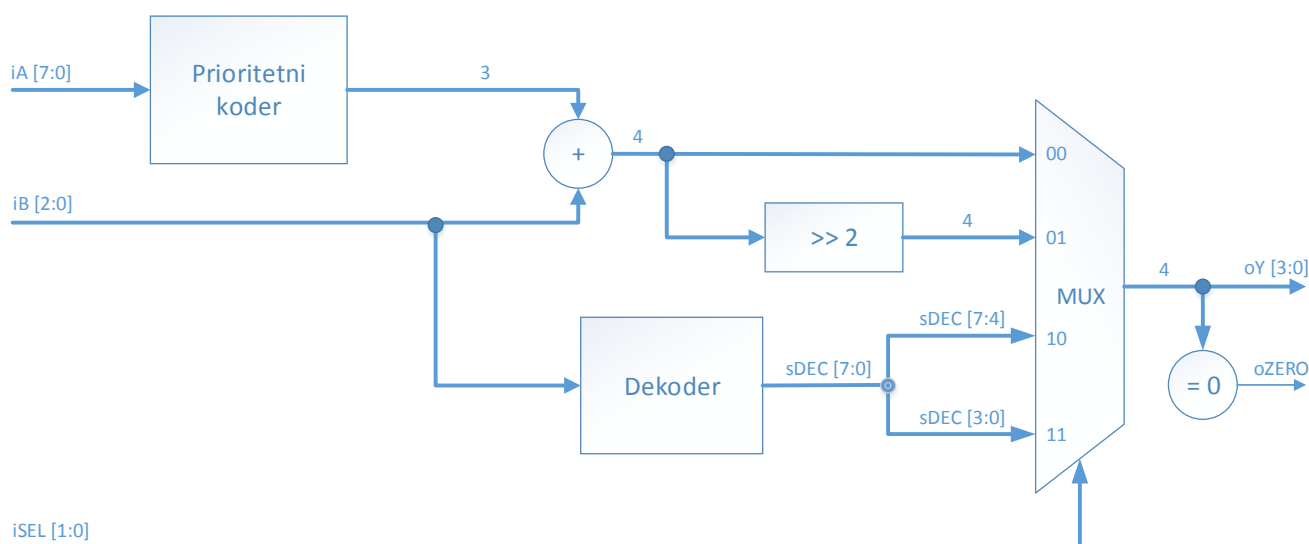 iA [7:0]
Prioritetni
koder
3
+
4
iB [2:0]
>> 2
4
00
01
10
11
MUX
4
oY [3:0]
= 0
oZERO
Dekoder
sDEC [7:0]
sDEC [7:4]
sDEC [3:0]
iSEL [1:0]